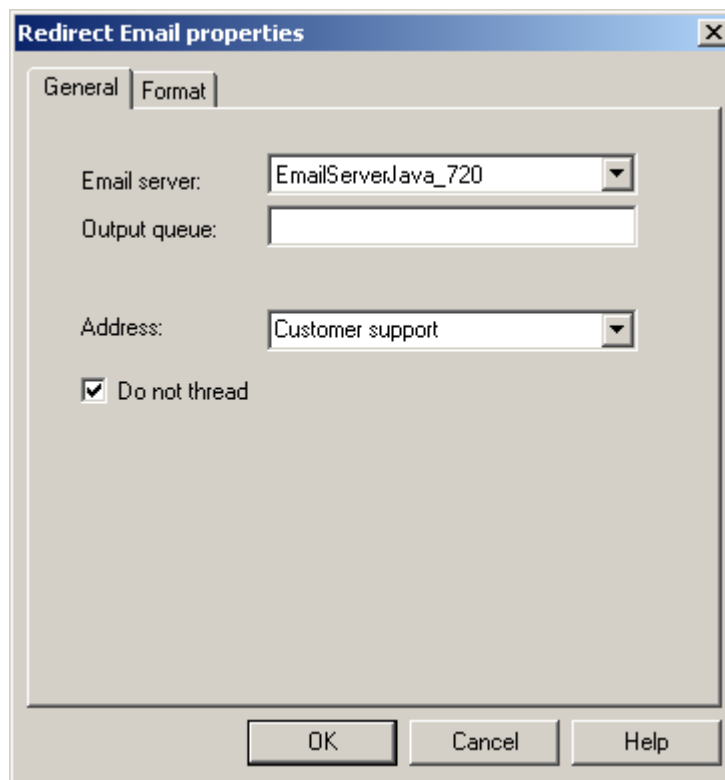 Redirect Email properties
General Format
Email server: EmailServerJava_720
Output queue:
Address: Customer support
Do not thread
OK Cancel Help